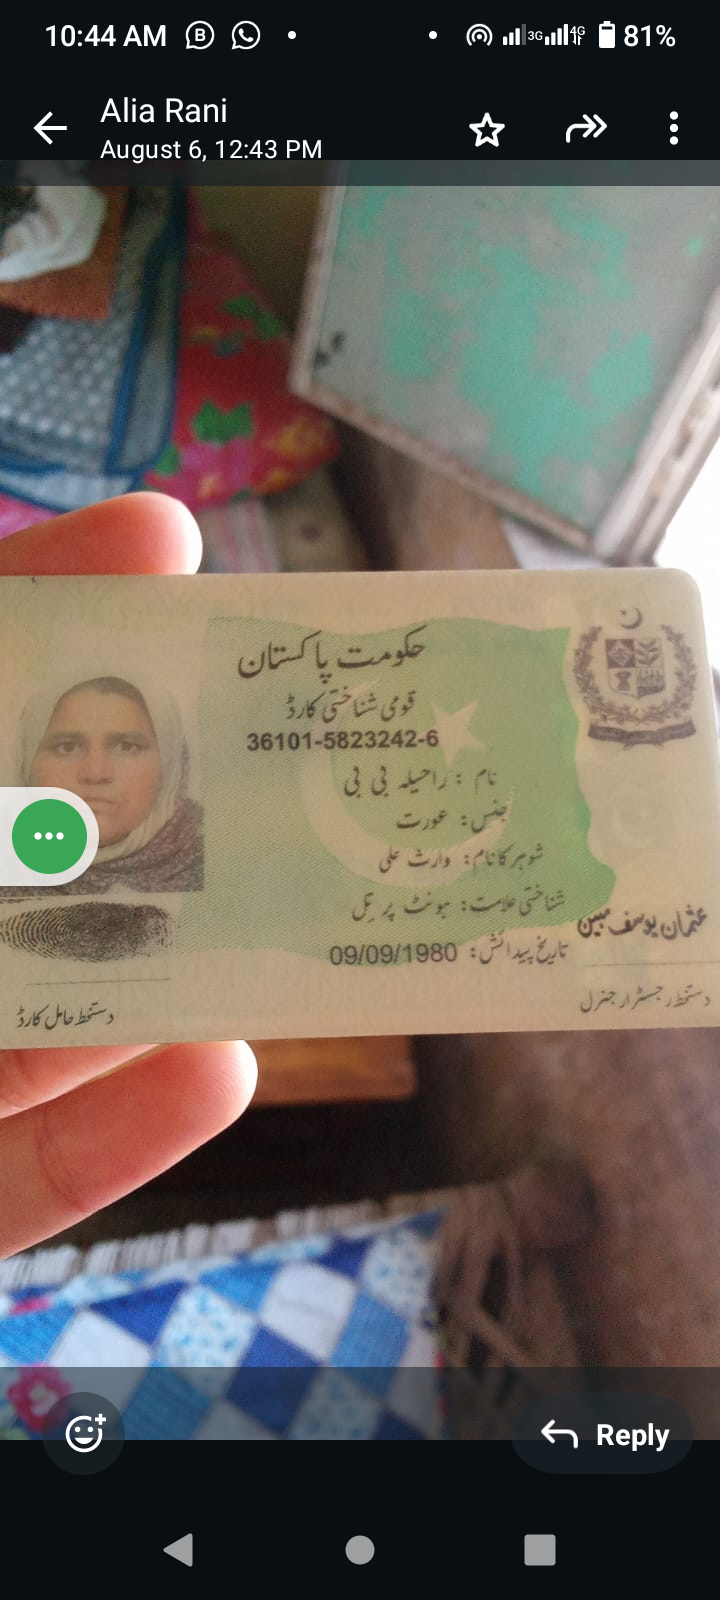 10:44 AM
3G 4G 81%
Alia Rani
August 6, 12:43 PM
حکومت پاکستان
قومی شناختی کارڈ
36101-5823242-6
نام : راحیلہ بی بی
جنس: عورت
شوہر کا نام: وارث علی
شناختی علامت: ہونٹ پر تل
تاریخ پیدائش: 09/09/1980
عثمان یوسف مبین
دستخط حامل کارڈ
دستخط رجسٹرار جنرل
Reply